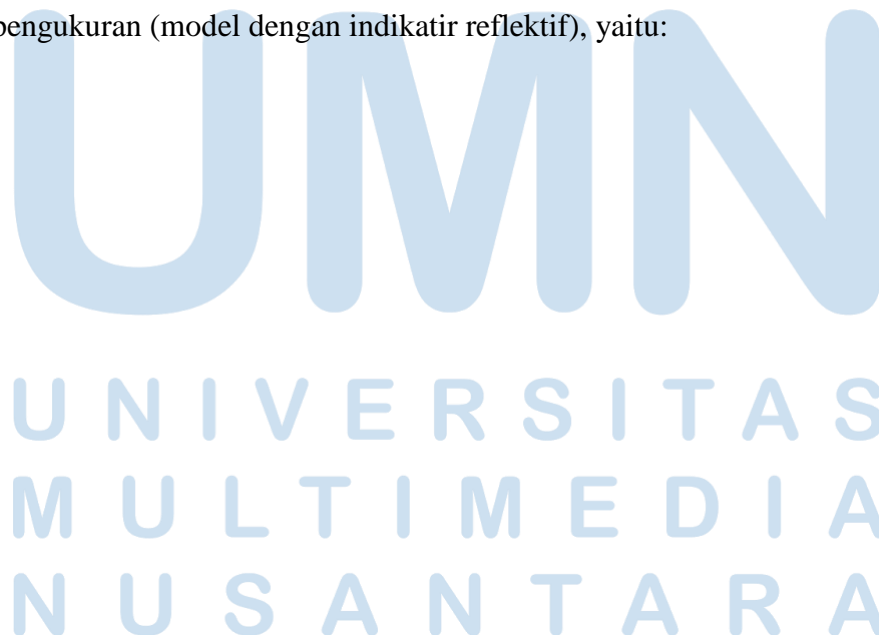 pengukuran (model dengan indikatir reflektif), yaitu:
UMN
UNIVERSITAS
MULTIMEDIA
NUSANTARA